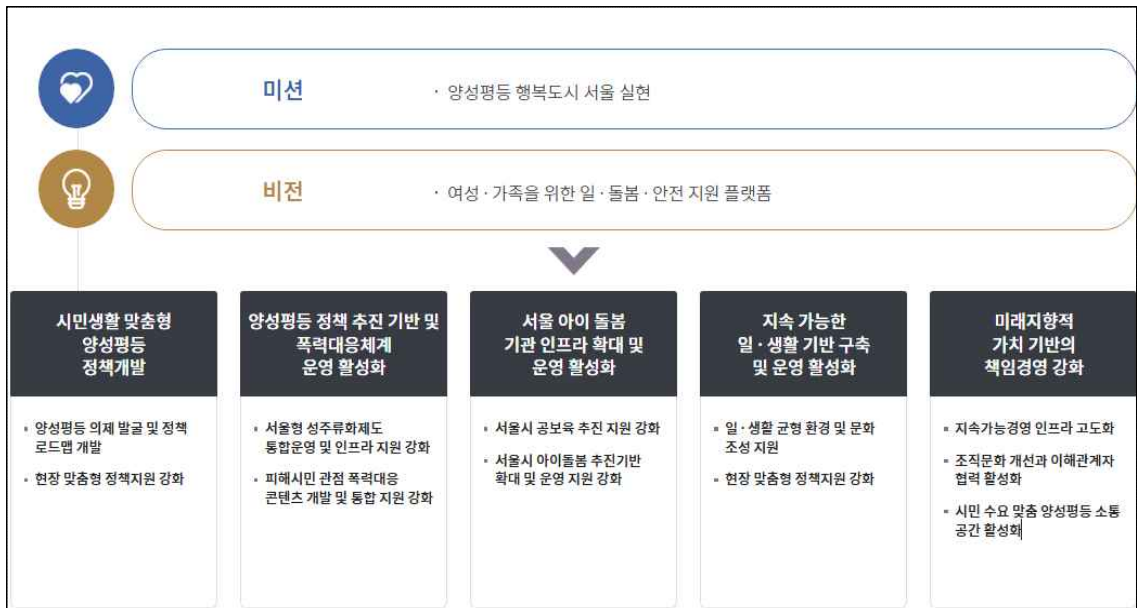 미션
· 양성평등 행복도시 서울 실현
비전
· 여성 · 가족을 위한 일 · 돌봄 · 안전 지원 플랫폼
시민생활 맞춤형
양성평등
정책개발
▪ 양성평등 의제 발굴 및 정책
로드맵 개발
▪ 현장 맞춤형 정책지원 강화
양성평등 정책 추진 기반 및
폭력대응체계
운영 활성화
▪ 서울형 성주류화제도
통합운영 및 인프라 지원 강화
▪ 피해시민 관점 폭력대응
콘텐츠 개발 및 통합 지원 강화
서울 아이 돌봄
기관 인프라 확대 및
운영 활성화
▪ 서울시 공보육 추진 지원 강화
▪ 서울시 아이돌봄 추진기반
확대 및 운영 지원 강화
지속 가능한
일 · 생활 기반 구축
및 운영 활성화
▪ 일 · 생활 균형 환경 및 문화
조성 지원
▪ 현장 맞춤형 정책지원 강화
미래지향적
가치 기반의
책임경영 강화
▪ 지속가능경영 인프라 고도화
▪ 조직문화 개선과 이해관계자
협력 활성화
▪ 시민 수요 맞춤 양성평등 소통
공간 활성화